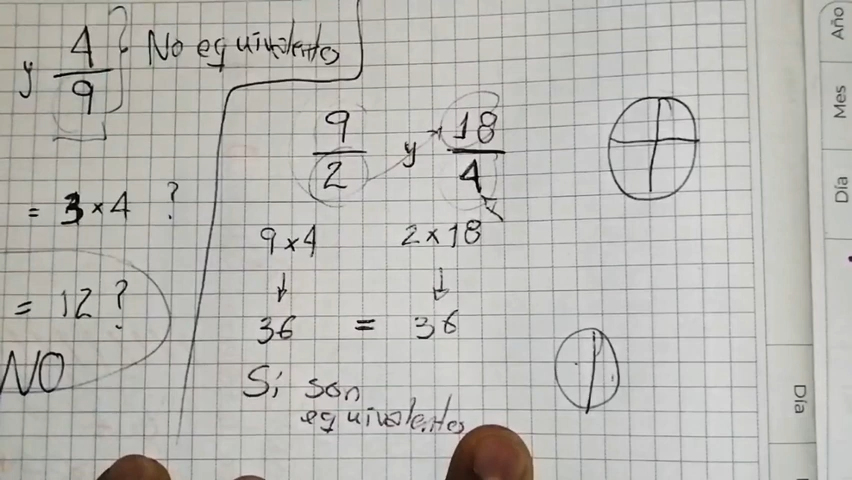 y 4/9 No equivalentes
= 3 × 4 ?
= 12 ?
NO
9/2 y 18/4
9 × 4 2 × 18
↓ ↓
36 = 36
Si son
equivalentes
Año
Mes
Día
Día